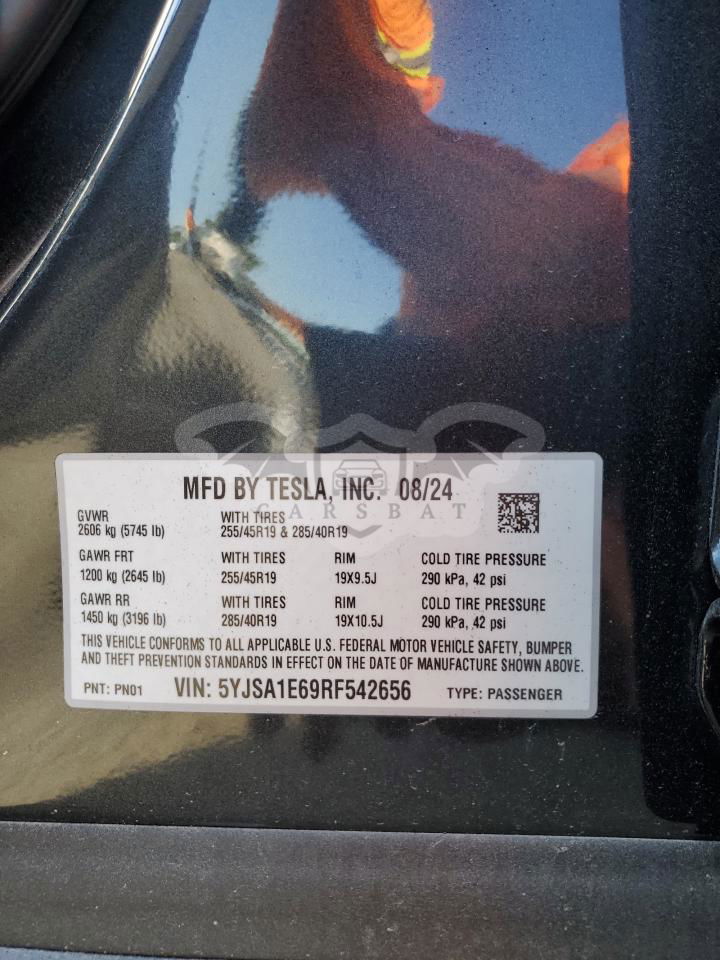 MFD BY TESLA, INC. 08/24
CARSBAT
GVWR WITH TIRES
2606 kg (5745 lb) 255/45R19 & 285/40R19
GAWR FRT WITH TIRES RIM COLD TIRE PRESSURE
1200 kg (2645 lb) 255/45R19 19X9.5J 290 kPa, 42 psi
GAWR RR WITH TIRES RIM COLD TIRE PRESSURE
1450 kg (3196 lb) 285/40R19 19X10.5J 290 kPa, 42 psi
THIS VEHICLE CONFORMS TO ALL APPLICABLE U.S. FEDERAL MOTOR VEHICLE SAFETY, BUMPER
AND THEFT PREVENTION STANDARDS IN EFFECT ON THE DATE OF MANUFACTURE SHOWN ABOVE.
PNT: PN01 VIN: 5YJSA1E69RF542656 TYPE: PASSENGER